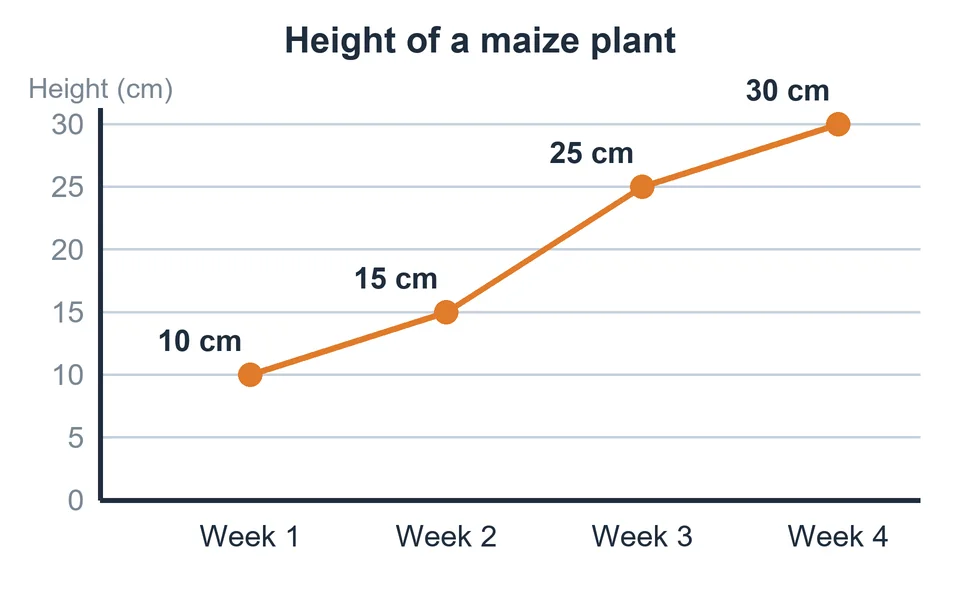 Height of a maize plant
Height (cm)
30 cm
30
25 cm
25
20
15 cm
15
10 cm
10
5
0
Week 1 Week 2 Week 3 Week 4